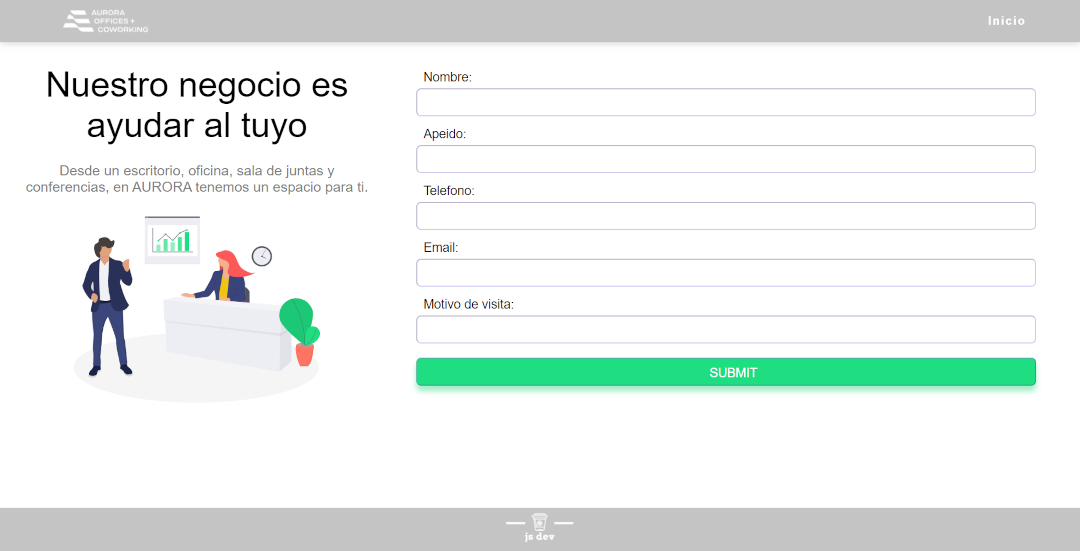 AURORA
OFFICES +
COWORKING
Inicio
Nuestro negocio es
ayudar al tuyo
Desde un escritorio, oficina, sala de juntas y
conferencias, en AURORA tenemos un espacio para ti.
Nombre:
Apeido:
Telefono:
Email:
Motivo de visita:
SUBMIT
js dev